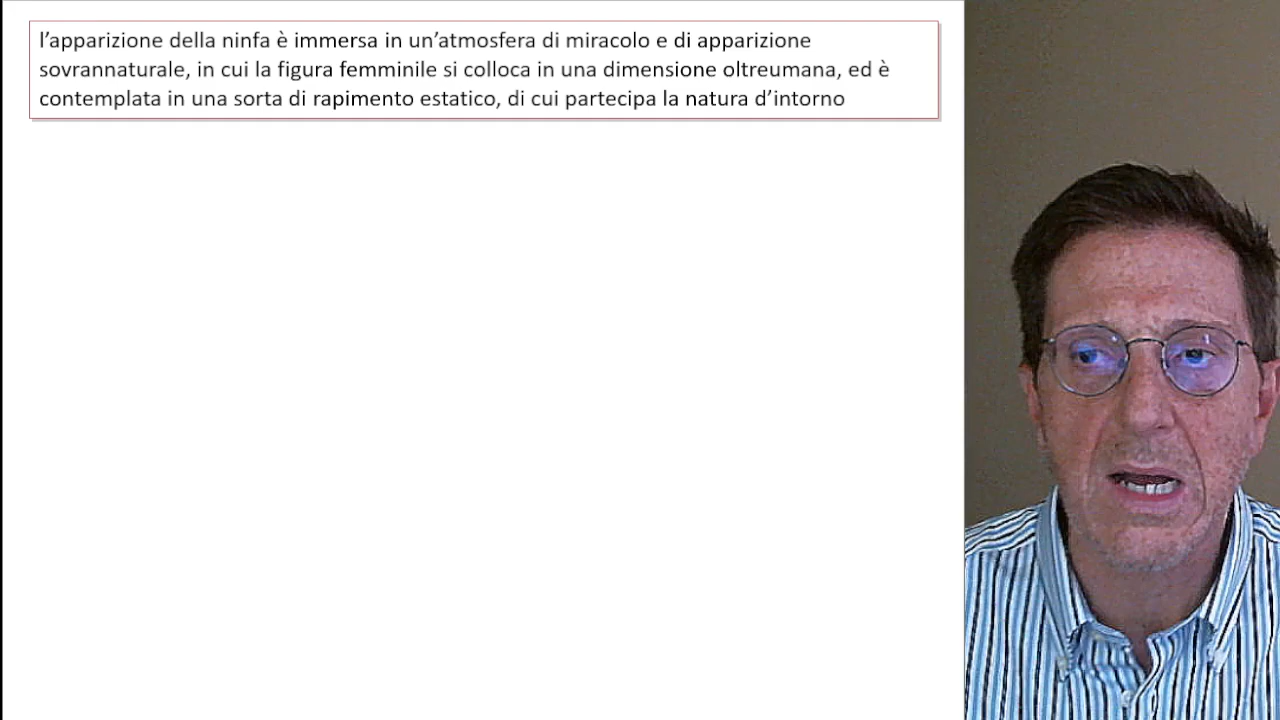 l’apparizione della ninfa è immersa in un’atmosfera di miracolo e di apparizione
sovrannaturale, in cui la figura femminile si colloca in una dimensione oltreumana, ed è
contemplata in una sorta di rapimento estatico, di cui partecipa la natura d’intorno